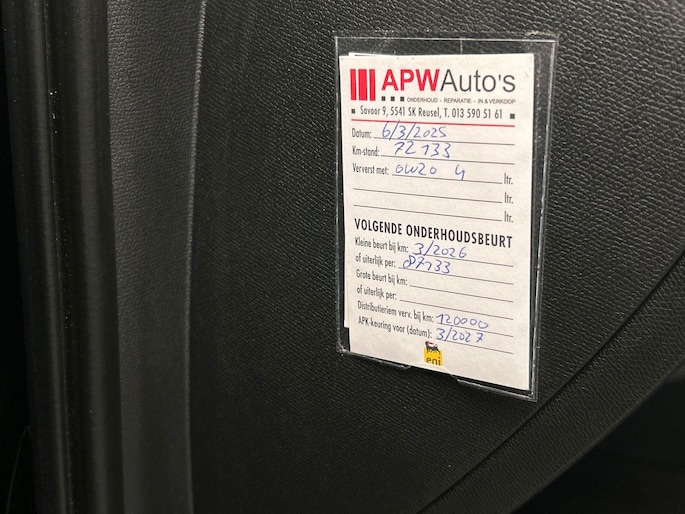 APWAuto's
ONDERHOUD - REPARATIE - IN & VERKOOP
Savoor 9, 5541 SK Reusel, T. 013 590 51 61
Datum: 6/3/2025
Km-stand: 72133
Ververst met: 0W20 4 ltr.
ltr.
ltr.
VOLGENDE ONDERHOUDSBEURT
Kleine beurt bij km: 3/2026
of uiterlijk per: 87133
Grote beurt bij km:
of uiterlijk per:
Distributieriem verv. bij km: 120000
APK-keuring voor (datum): 3/2027
eni